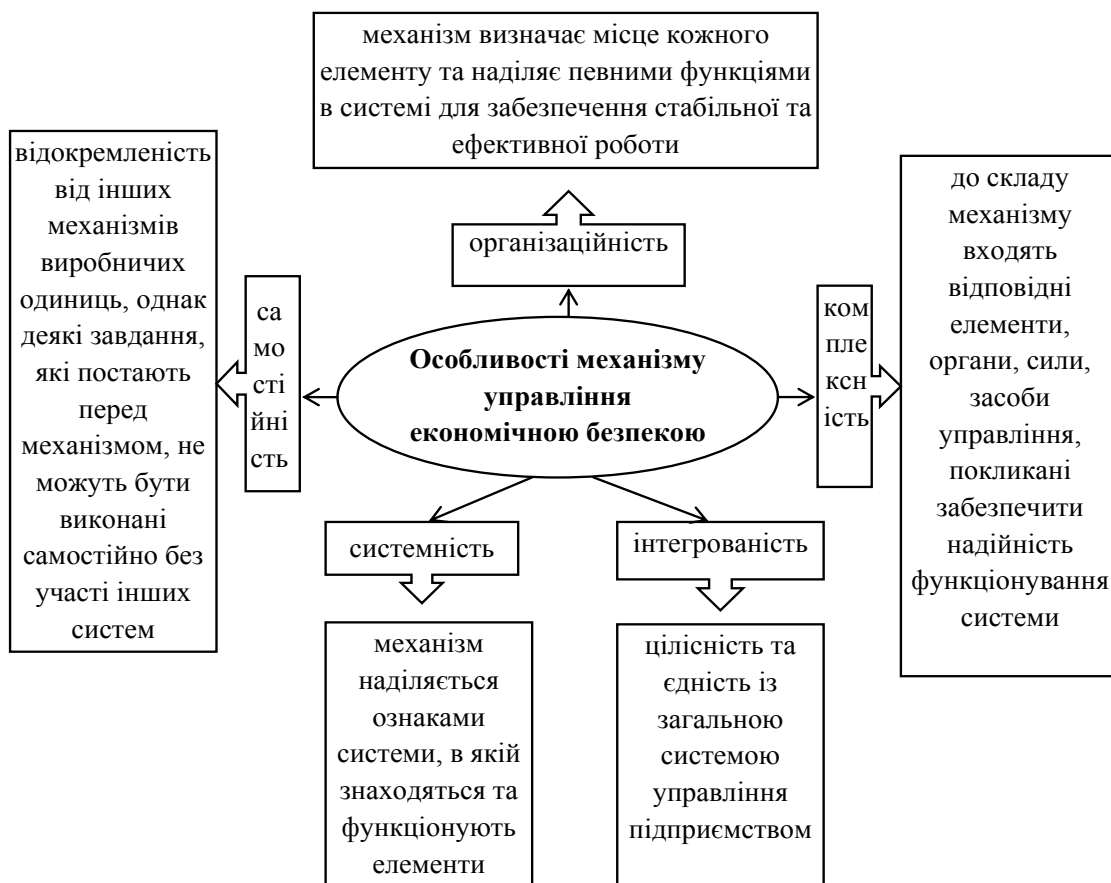 механізм визначає місце кожного
елементу та наділяє певними функціями
в системі для забезпечення стабільної та
ефективної роботи
організаційність
відокремленість
від інших
механізмів
виробничих
одиниць, однак
деякі завдання,
які постають
перед
механізмом, не
можуть бути
виконані
самостійно без
участі інших
систем
са
мо
сті
йні
сть
Особливості механізму
управління
економічною безпекою
ком
пле
ксн
ість
до складу
механізму
входять
відповідні
елементи,
органи, сили,
засоби
управління,
покликані
забезпечити
надійність
функціонування
системи
системність
механізм
наділяється
ознаками
системи, в якій
знаходяться та
функціонують
елементи
інтегрованість
цілісність та
єдність із
загальною
системою
управління
підприємством